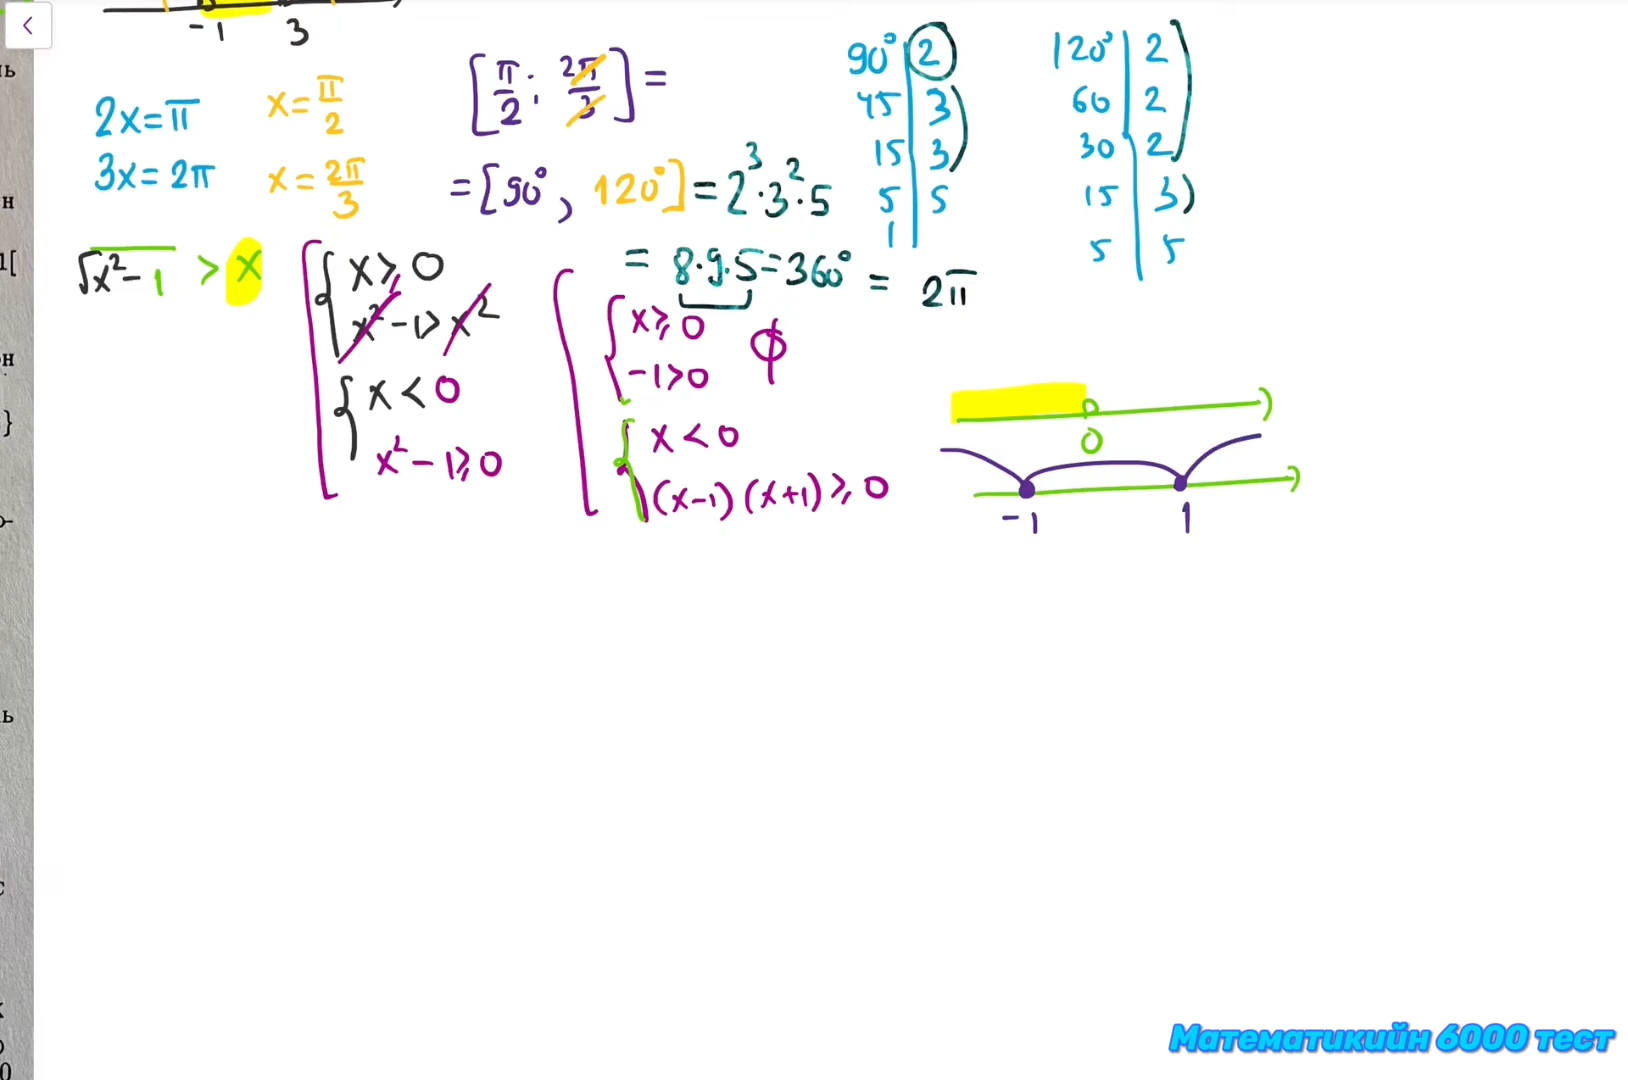 -1 3
2x=π x=π/2
3x=2π x=2π/3
[π/2; 2π/3]=
=[90°, 120°]=2³·3²·5
= 8·9·5=360° = 2π
90° | 2
45 | 3
15 | 3
5 | 5
1
120° | 2
60 | 2
30 | 2
15 | 3
5 | 5
√x²-1 > x
x⩾0
x²-1>x²
x<0
x²-1⩾0
x⩾0
-1>0
∅
x<0
(x-1)(x+1)⩾0
0
-1 1
Математикийн 6000 тест